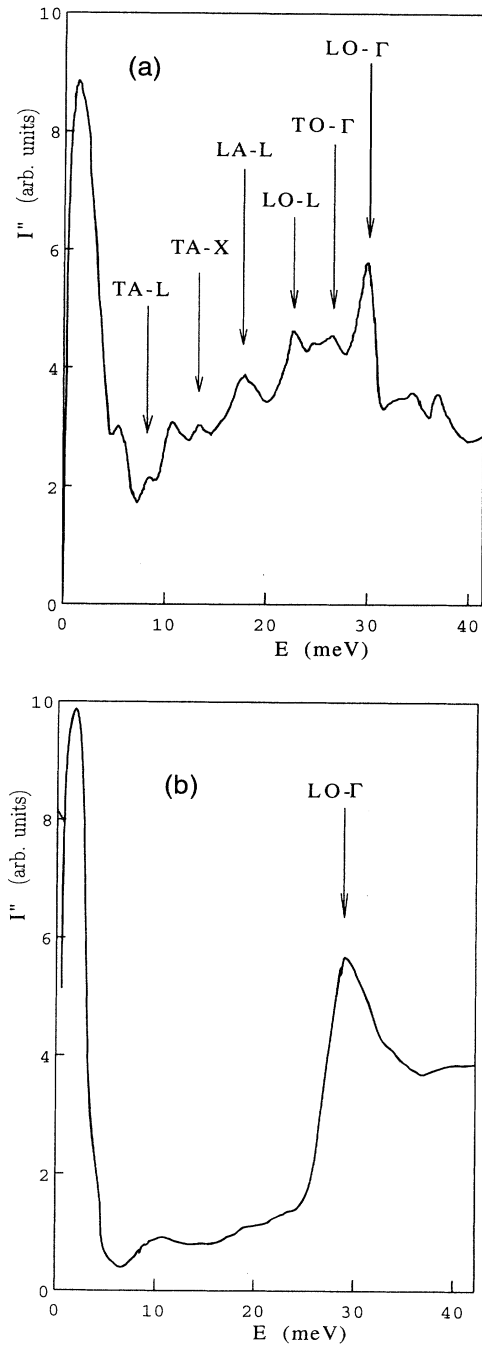 10
(a)
LO-Γ
8
TO-Γ
I" (arb. units)
LA-L
LO-L
6
TA-X
TA-L
4
2
0
0 10 20 30 40
E (meV)
10
(b)
LO-Γ
8
I" (arb. units)
6
4
2
0
0 10 20 30 40
E (meV)